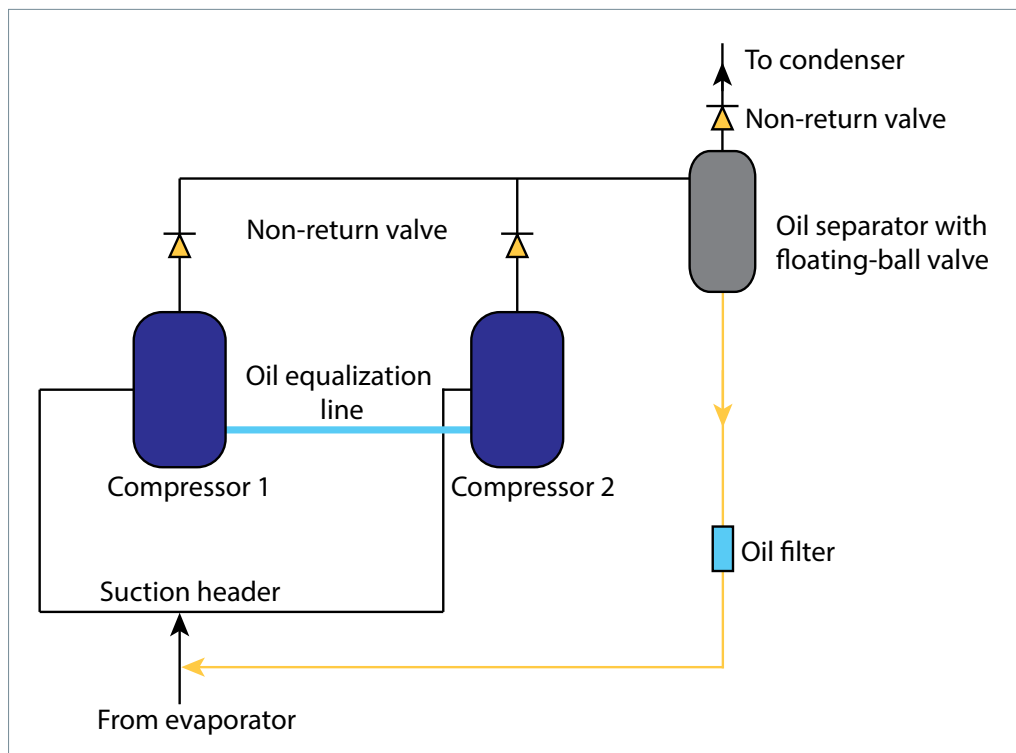 To condenser
Non-return valve
Non-return valve
Oil separator with
floating-ball valve
Oil equalization
line
Compressor 1
Compressor 2
Oil filter
Suction header
From evaporator